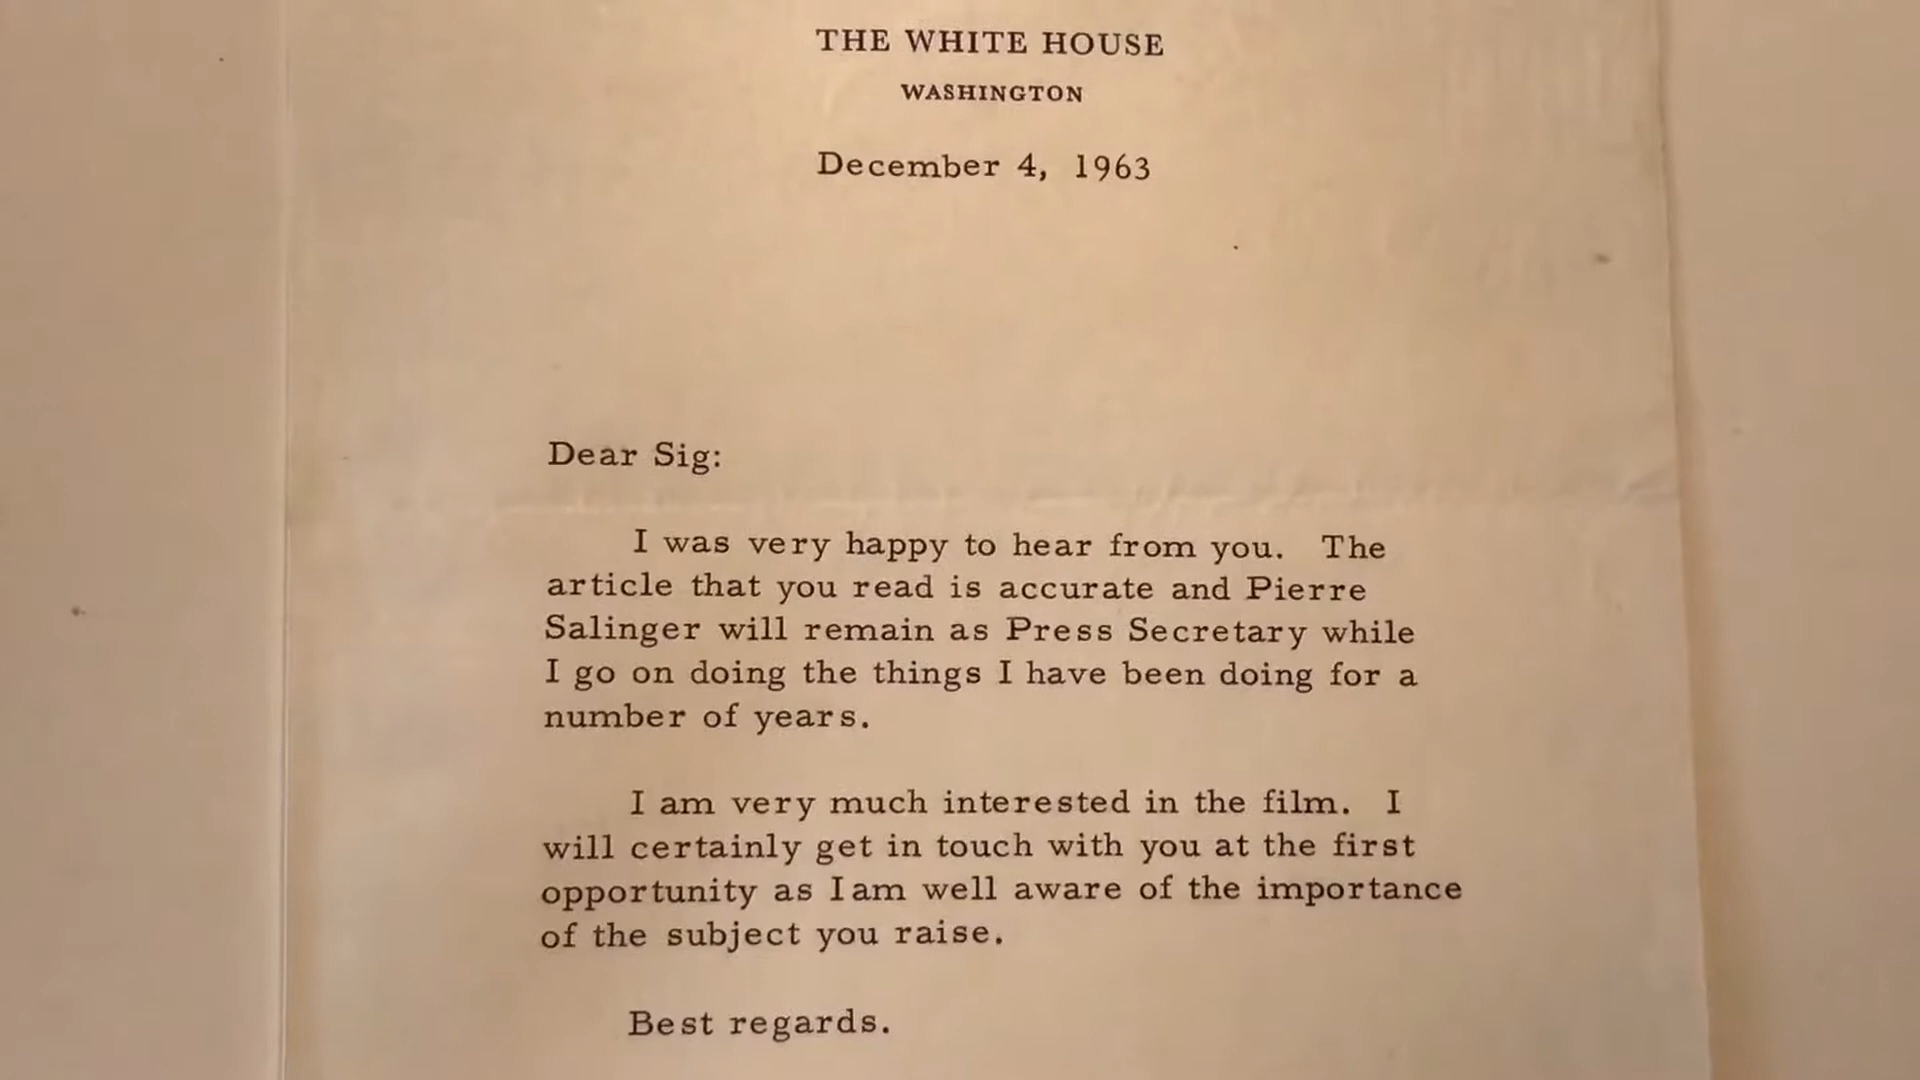 THE WHITE HOUSE
WASHINGTON
December 4, 1963
Dear Sig:
I was very happy to hear from you. The
article that you read is accurate and Pierre
Salinger will remain as Press Secretary while
I go on doing the things I have been doing for a
number of years.
I am very much interested in the film. I
will certainly get in touch with you at the first
opportunity as I am well aware of the importance
of the subject you raise.
Best regards.